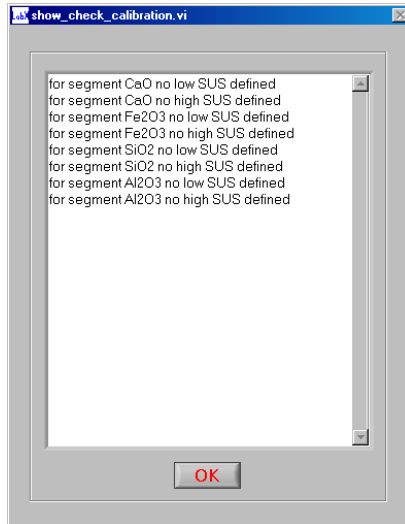 LabX show_check_calibration.vi
for segment CaO no low SUS defined
for segment CaO no high SUS defined
for segment Fe2O3 no low SUS defined
for segment Fe2O3 no high SUS defined
for segment SiO2 no low SUS defined
for segment SiO2 no high SUS defined
for segment Al2O3 no low SUS defined
for segment Al2O3 no high SUS defined
OK